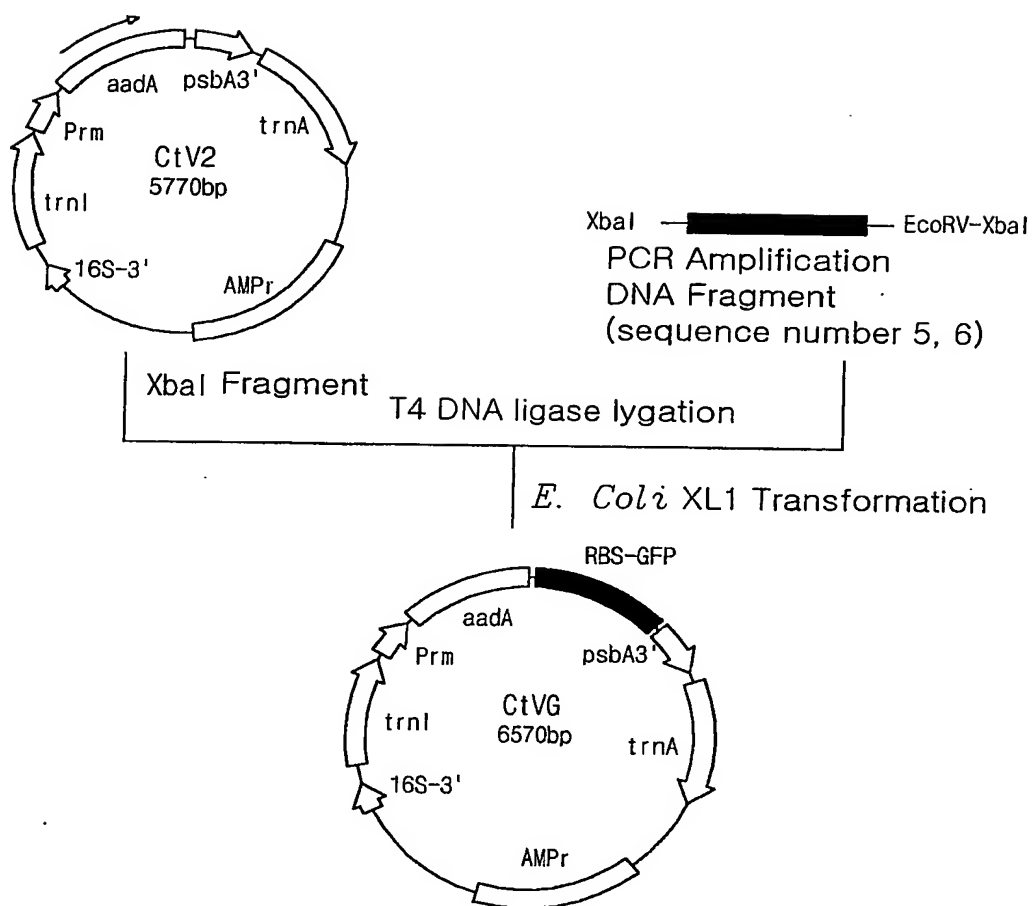 aadA
psbA3'
Prm
trnA
CtV2
5770bp
trnI
16S-3'
AMPr
XbaI
EcoRV-XbaI
PCR Amplification
DNA Fragment
(sequence number 5, 6)
XbaI Fragment
T4 DNA ligase lygation
E. Coli XL1 Transformation
RBS-GFP
aadA
Prm
psbA3'
CtVG
6570bp
trnI
trnA
16S-3'
AMPr